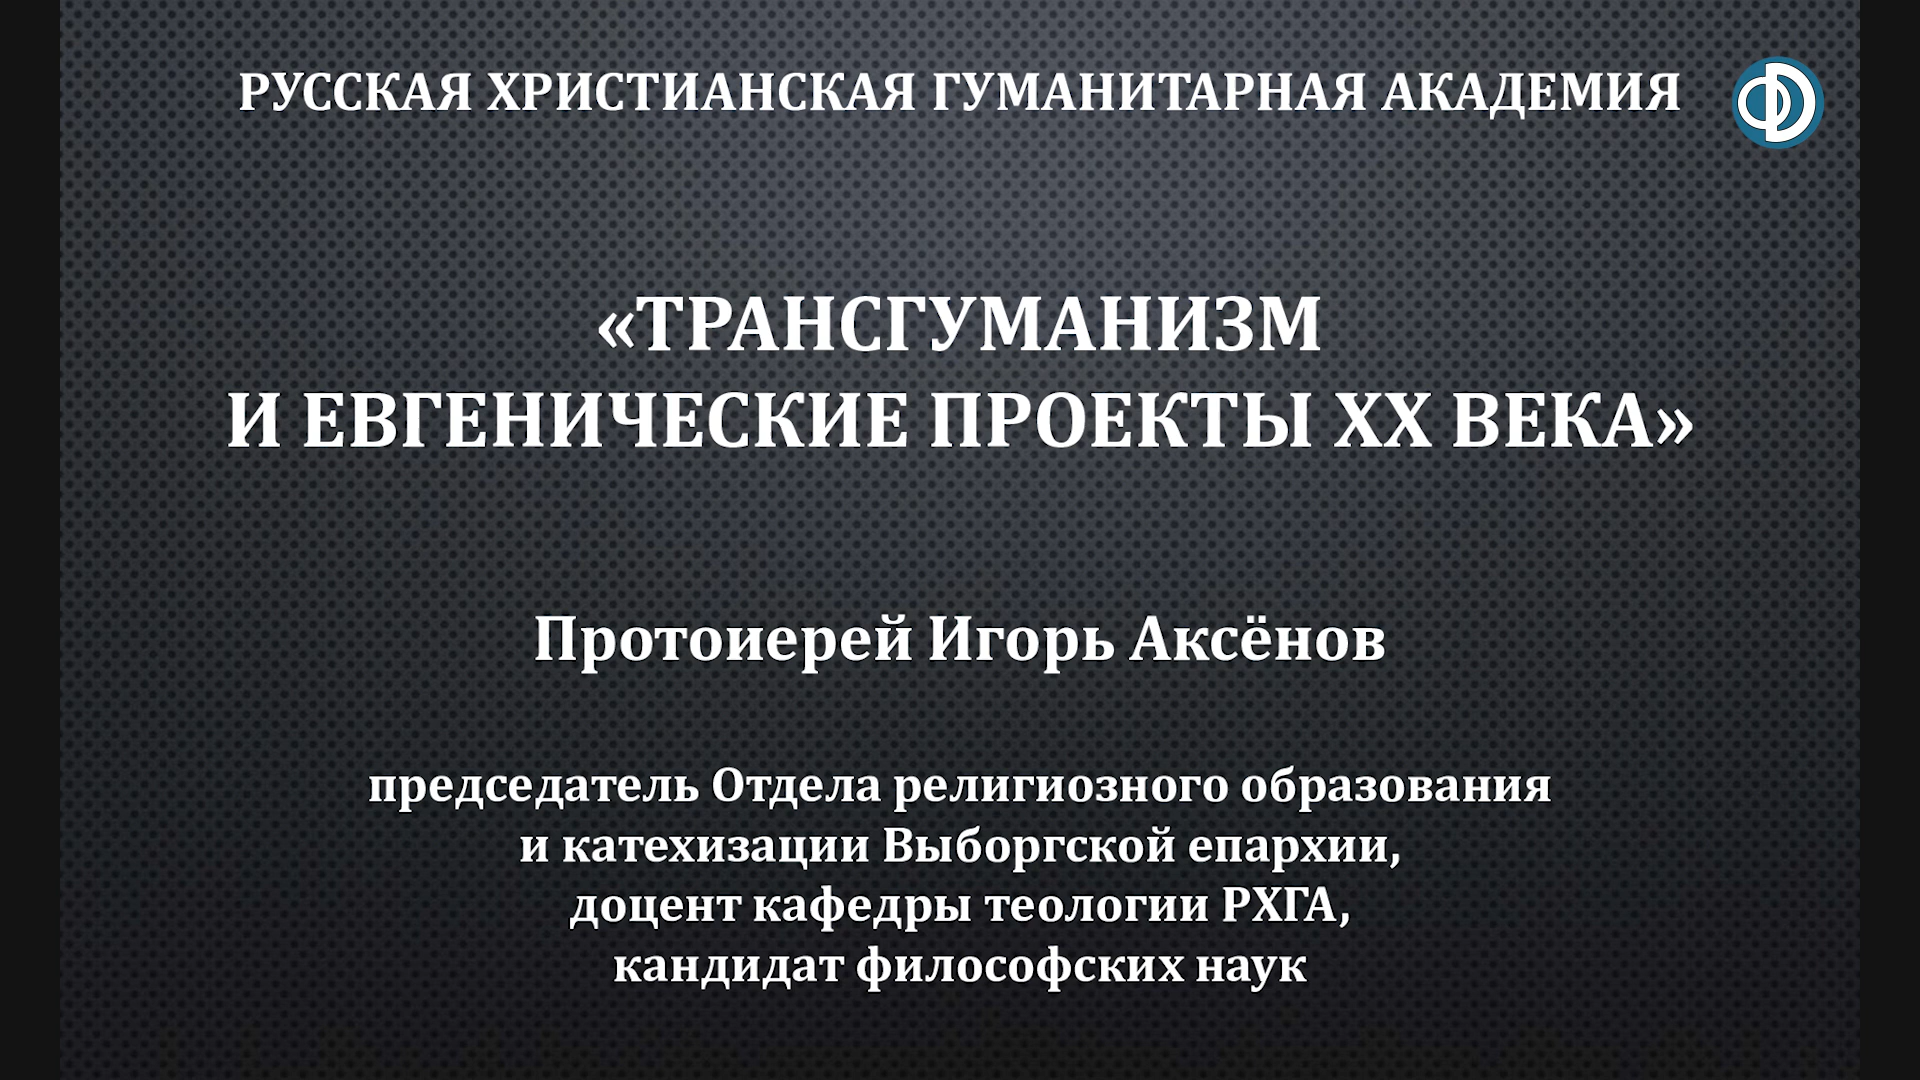 РУССКАЯ ХРИСТИАНСКАЯ ГУМАНИТАРНАЯ АКАДЕМИЯ
«ТРАНСГУМАНИЗМ
И ЕВГЕНИЧЕСКИЕ ПРОЕКТЫ ХХ ВЕКА»
Протоиерей Игорь Аксёнов
председатель Отдела религиозного образования
и катехизации Выборгской епархии,
доцент кафедры теологии РХГА,
кандидат философских наук